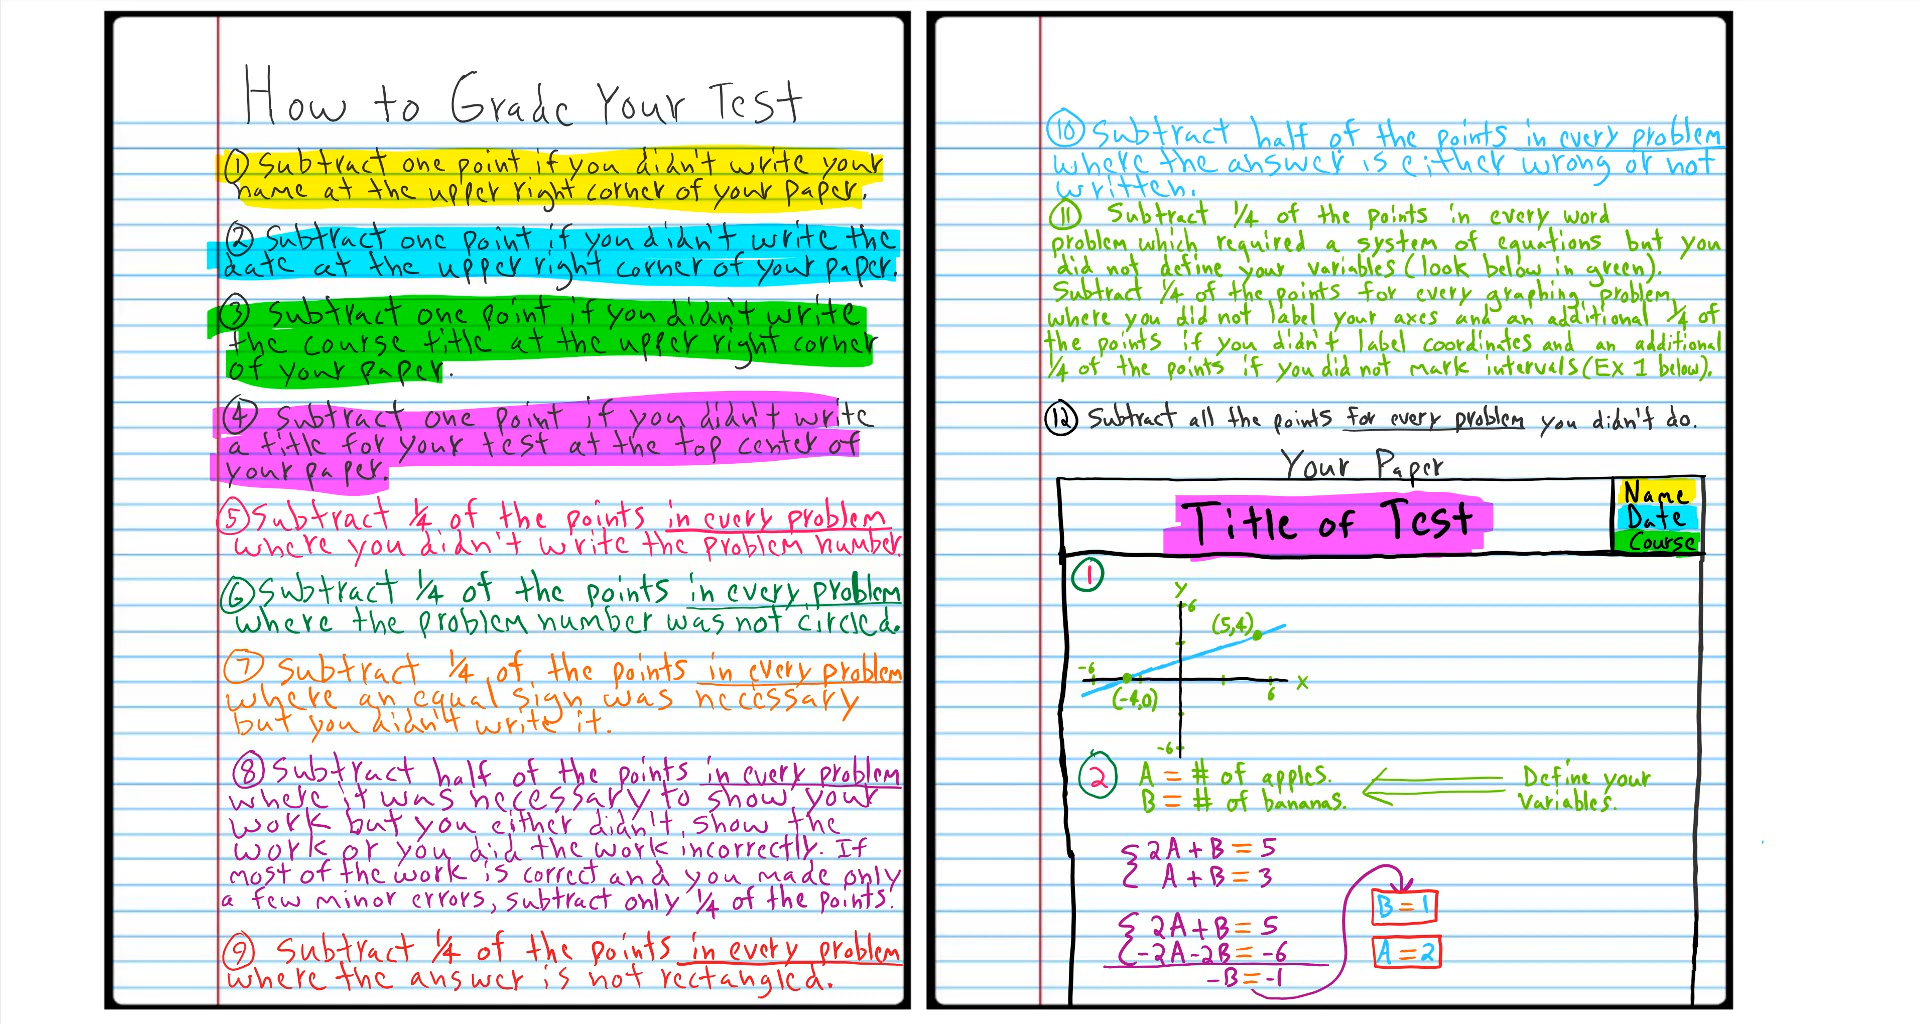 How to Grade Your Test
① Subtract one point if you didn't write your
name at the upper right corner of your paper.
② Subtract one point if you didn't write the
date at the upper right corner of your paper.
③ Subtract one point if you didn't write
the course title at the upper right corner
of your paper.
④ Subtract one point if you didn't write
a title for your test at the top center of
your paper.
⑤ Subtract 1/4 of the points in every problem
where you didn't write the problem number.
⑥ Subtract 1/4 of the points in every problem
where the problem number was not circled.
⑦ Subtract 1/4 of the points in every problem
where an equal sign was necessary
but you didn't write it.
⑧ Subtract half of the points in every problem
where it was necessary to show your
work but you either didn't show the
work or you did the work incorrectly. If
most of the work is correct and you made only
a few minor errors, subtract only 1/4 of the points.
⑨ Subtract 1/4 of the points in every problem
where the answer is not rectangled.
⑩ Subtract half of the points in every problem
where the answer is either wrong or not
written.
⑪ Subtract 1/4 of the points in every word
problem which required a system of equations but you
did not define your variables (look below in green).
Subtract 1/4 of the points for every graphing problem
where you did not label your axes and an additional 1/4 of
the points if you didn't label coordinates and an additional
1/4 of the points if you did not mark intervals (Ex 1 below).
⑫ Subtract all the points for every problem you didn't do.
Your Paper
Title of Test
Name
Date
Course
①
y
6
(5,4)
-6
(-4,0)
6
x
-6
② A = # of apples.
B = # of bananas.
Define your
variables.
{ 2A + B = 5
A + B = 3
{ 2A + B = 5
-2A - 2B = -6
-B = -1
B = 1
A = 2